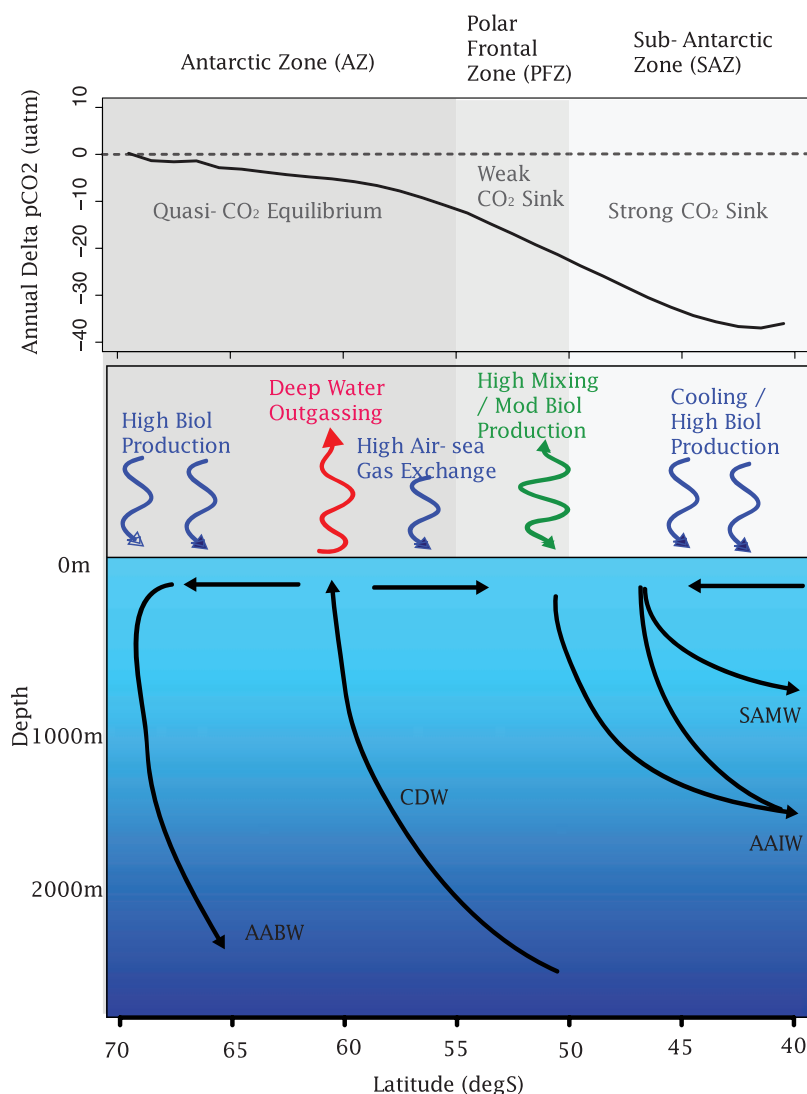 Antarctic Zone (AZ)
Polar
Frontal
Zone (PFZ)
Sub- Antarctic
Zone (SAZ)
Annual Delta pCO2 (uatm)
10
0
−10
−20
−30
−40
Quasi- CO₂ Equilibrium
Weak
CO₂ Sink
Strong CO₂ Sink
High Biol
Production
Deep Water
Outgassing
High Air- sea
Gas Exchange
High Mixing
/ Mod Biol
Production
Cooling /
High Biol
Production
0m
1000m
2000m
Depth
AABW
CDW
SAMW
AAIW
70
65
60
55
50
45
40
Latitude (degS)